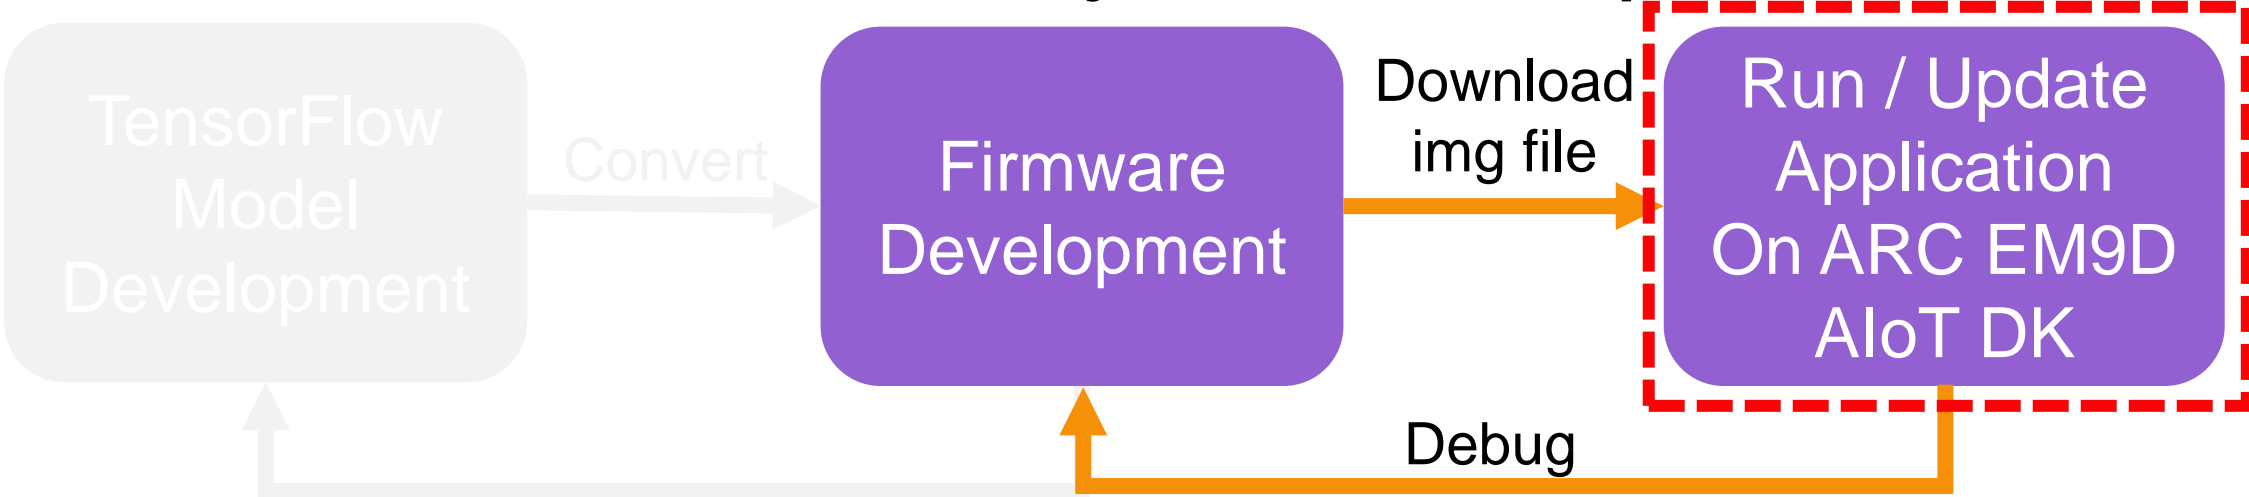 TensorFlow
Model
Development
Convert
Firmware
Development
Download
img file
Run / Update
Application
On ARC EM9D
AIoT DK
Debug